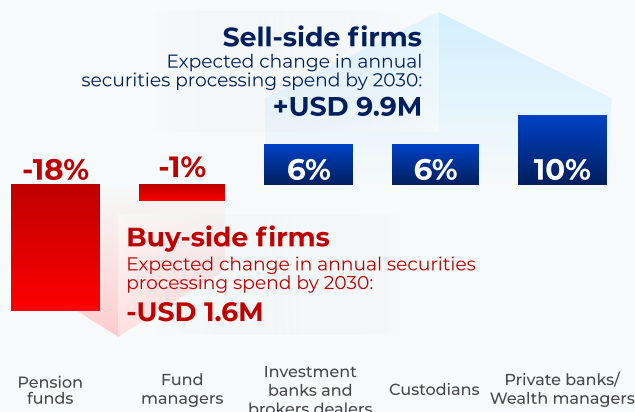 Sell-side firms
Expected change in annual
securities processing spend by 2030:
+USD 9.9M
-18%
-1%
6%
6%
10%
Buy-side firms
Expected change in annual securities
processing spend by 2030:
-USD 1.6M
Pension
funds
Fund
managers
Investment
banks and
brokers dealers
Custodians
Private banks/
Wealth managers